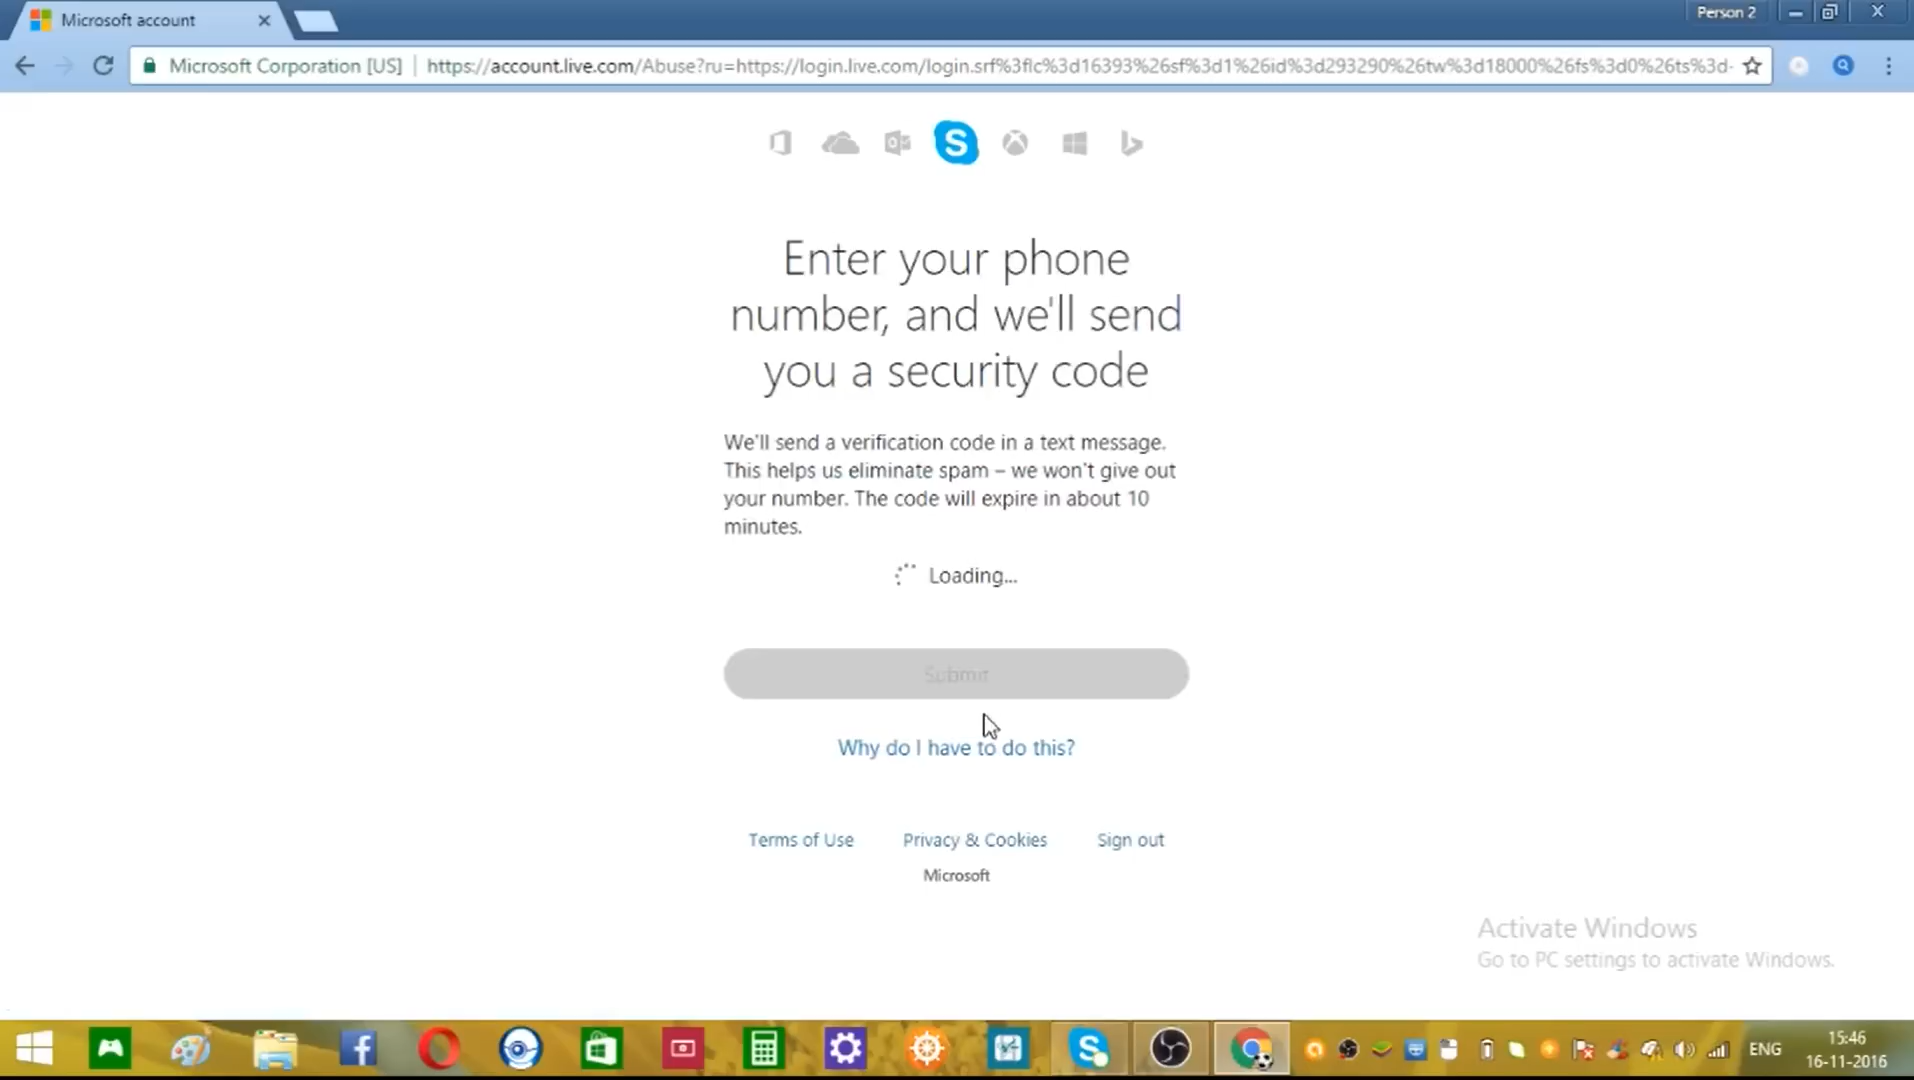 Microsoft account
Person 2
Microsoft Corporation [US] https://account.live.com/Abuse?ru=https://login.live.com/login.srf%3flc%3d16393%26sf%3d1%26id%3d293290%26tw%3d18000%26fs%3d0%26ts%3d-
Enter your phone
number, and we'll send
you a security code
We'll send a verification code in a text message.
This helps us eliminate spam – we won't give out
your number. The code will expire in about 10
minutes.
Loading...
Submit
Why do I have to do this?
Terms of Use Privacy & Cookies Sign out
Microsoft
Activate Windows
Go to PC settings to activate Windows.
ENG
15:46
16-11-2016